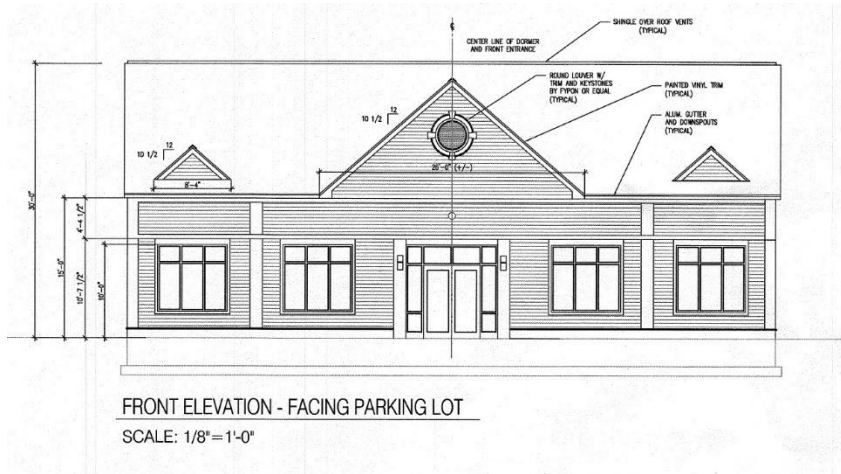 ℄
SHINGLE OVER ROOF VENTS
(TYPICAL)
CENTER LINE OF DORMER
AND FRONT ENTRANCE
ROUND LOUVER W/
TRIM AND KEYSTONES
BY FYPON OR EQUAL
(TYPICAL)
PAINTED VINYL TRIM
(TYPICAL)
12
10 1/2
ALUM. GUTTER
AND DOWNSPOUTS
(TYPICAL)
12
10 1/2
8'-4"
28'-0" (+/-)
30'-0"
15'-0"
4'-4 1/2"
10'-7 1/2"
10'-0"
FRONT ELEVATION - FACING PARKING LOT
SCALE: 1/8"=1'-0"